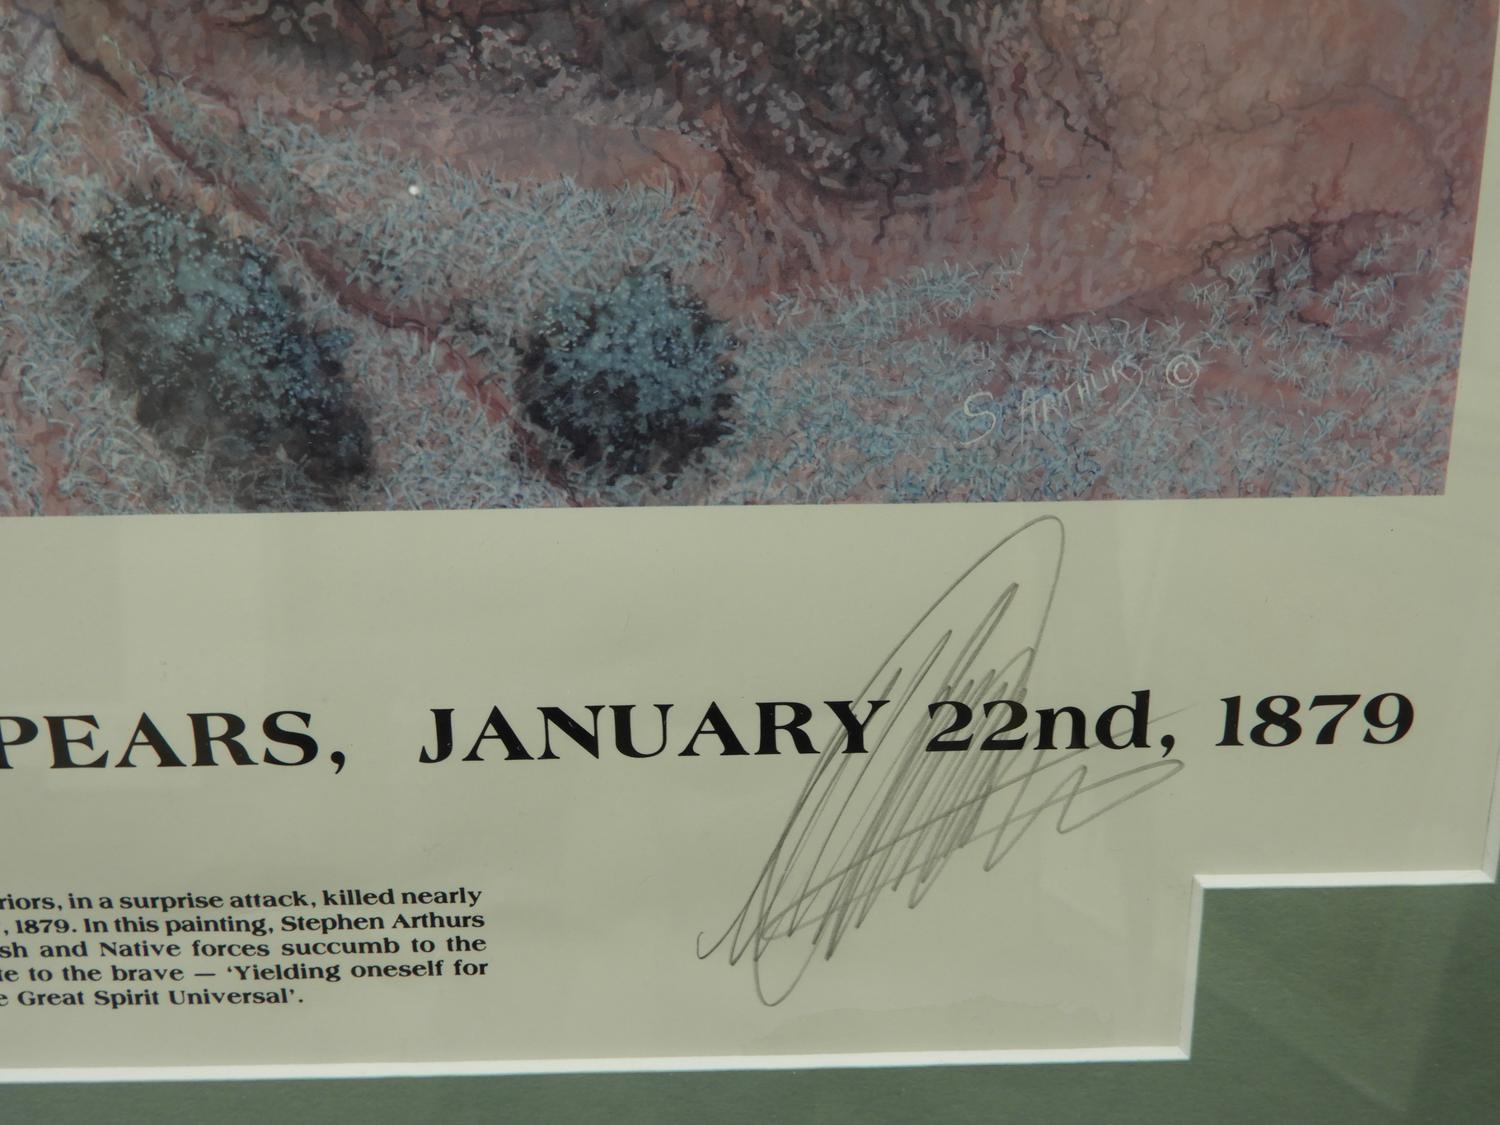 S. ARTHURS ©
PEARS, JANUARY 22nd, 1879
riors, in a surprise attack, killed nearly
, 1879. In this painting, Stephen Arthurs
sh and Native forces succumb to the
te to the brave — ‘Yielding oneself for
e Great Spirit Universal’.